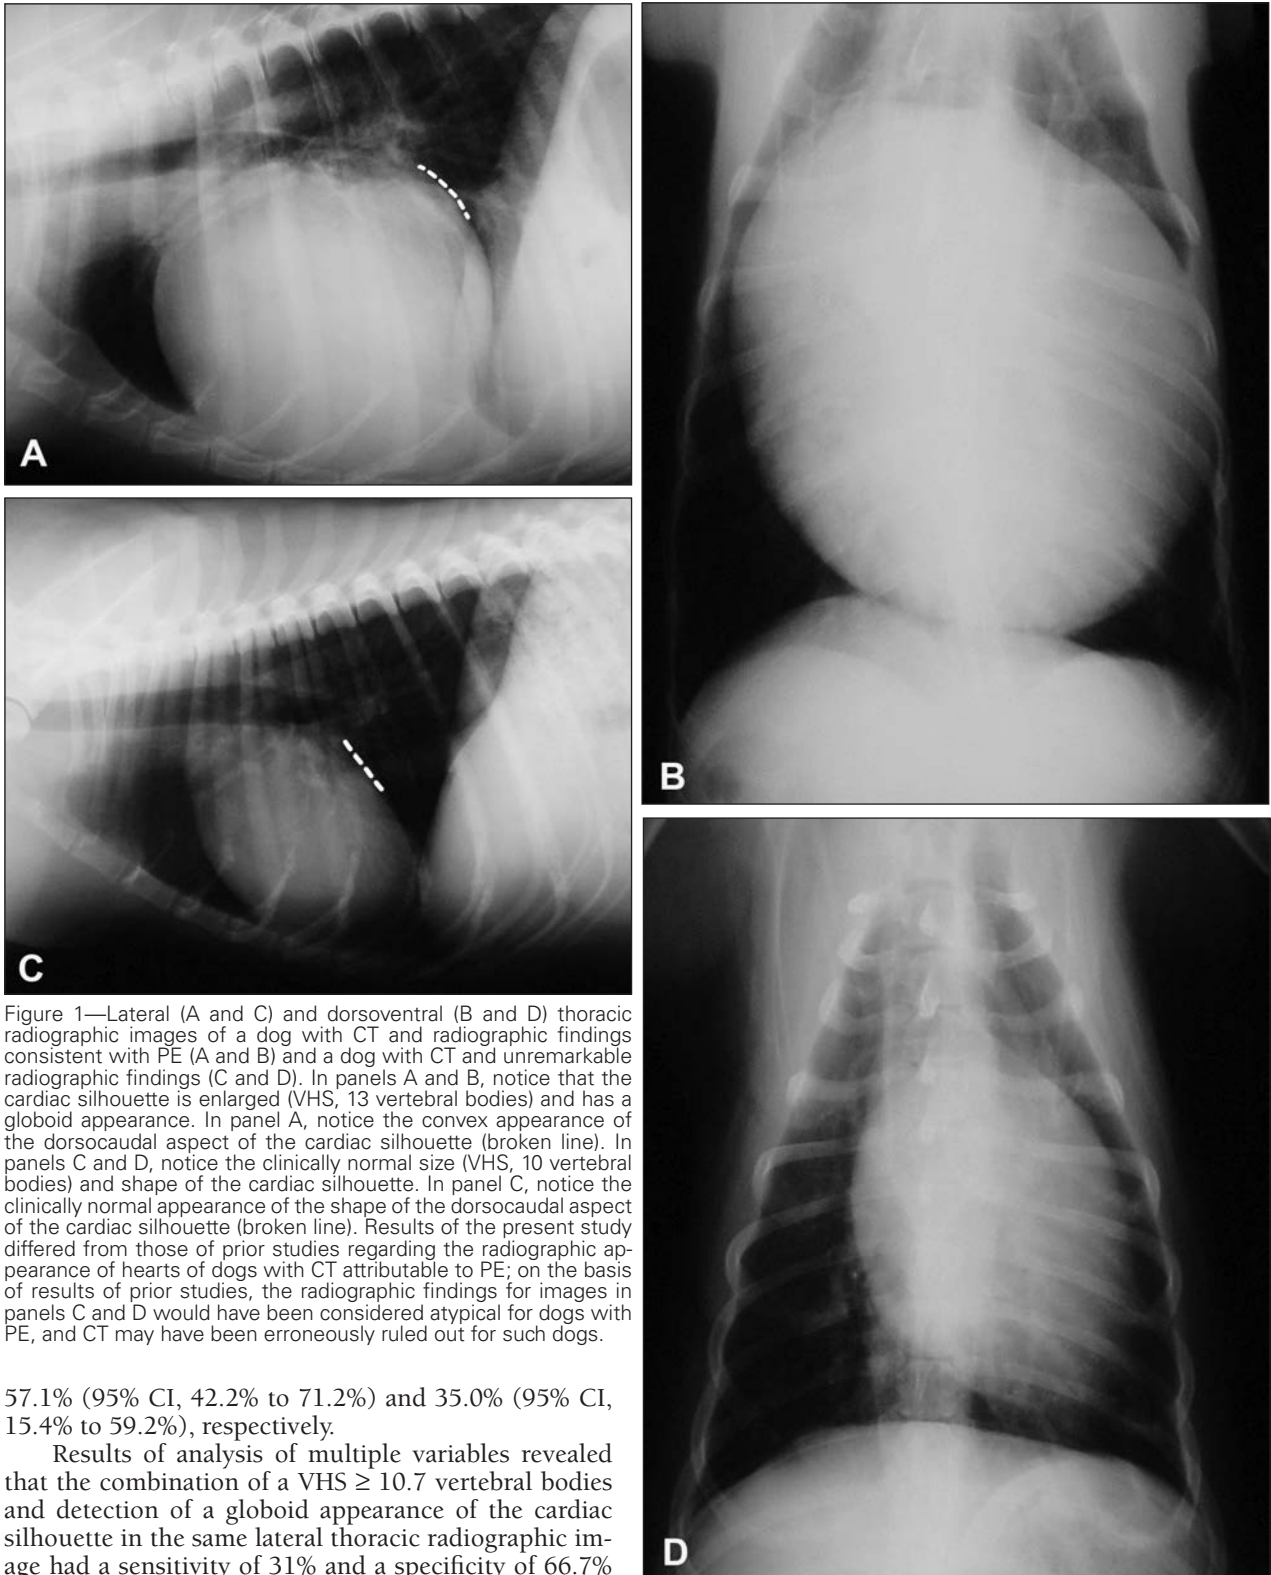 A
B
C
D
Figure 1—Lateral (A and C) and dorsoventral (B and D) thoracic
radiographic images of a dog with CT and radiographic findings
consistent with PE (A and B) and a dog with CT and unremarkable
radiographic findings (C and D). In panels A and B, notice that the
cardiac silhouette is enlarged (VHS, 13 vertebral bodies) and has a
globoid appearance. In panel A, notice the convex appearance of
the dorsocaudal aspect of the cardiac silhouette (broken line). In
panels C and D, notice the clinically normal size (VHS, 10 vertebral
bodies) and shape of the cardiac silhouette. In panel C, notice the
clinically normal appearance of the shape of the dorsocaudal aspect
of the cardiac silhouette (broken line). Results of the present study
differed from those of prior studies regarding the radiographic ap-
pearance of hearts of dogs with CT attributable to PE; on the basis
of results of prior studies, the radiographic findings for images in
panels C and D would have been considered atypical for dogs with
PE, and CT may have been erroneously ruled out for such dogs.
57.1% (95% CI, 42.2% to 71.2%) and 35.0% (95% CI,
15.4% to 59.2%), respectively.
Results of analysis of multiple variables revealed
that the combination of a VHS ≥ 10.7 vertebral bodies
and detection of a globoid appearance of the cardiac
silhouette in the same lateral thoracic radiographic im-
age had a sensitivity of 31% and a specificity of 66.7%